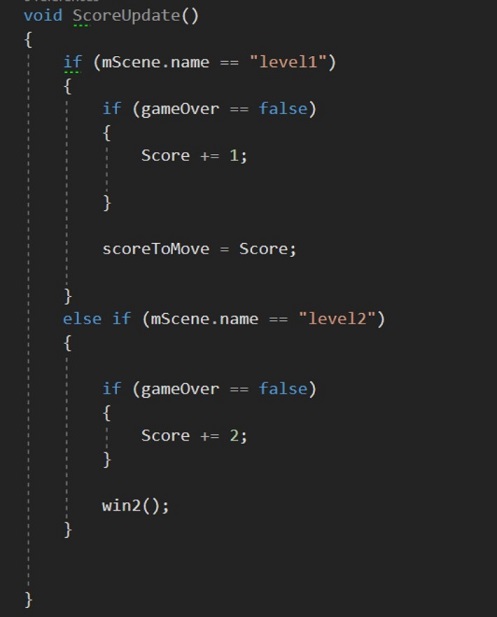 void ScoreUpdate()
{
if (mScene.name == "level1")
{
if (gameOver == false)
{
Score += 1;
}
scoreToMove = Score;
}
else if (mScene.name == "level2")
{
if (gameOver == false)
{
Score += 2;
}
win2();
}
}